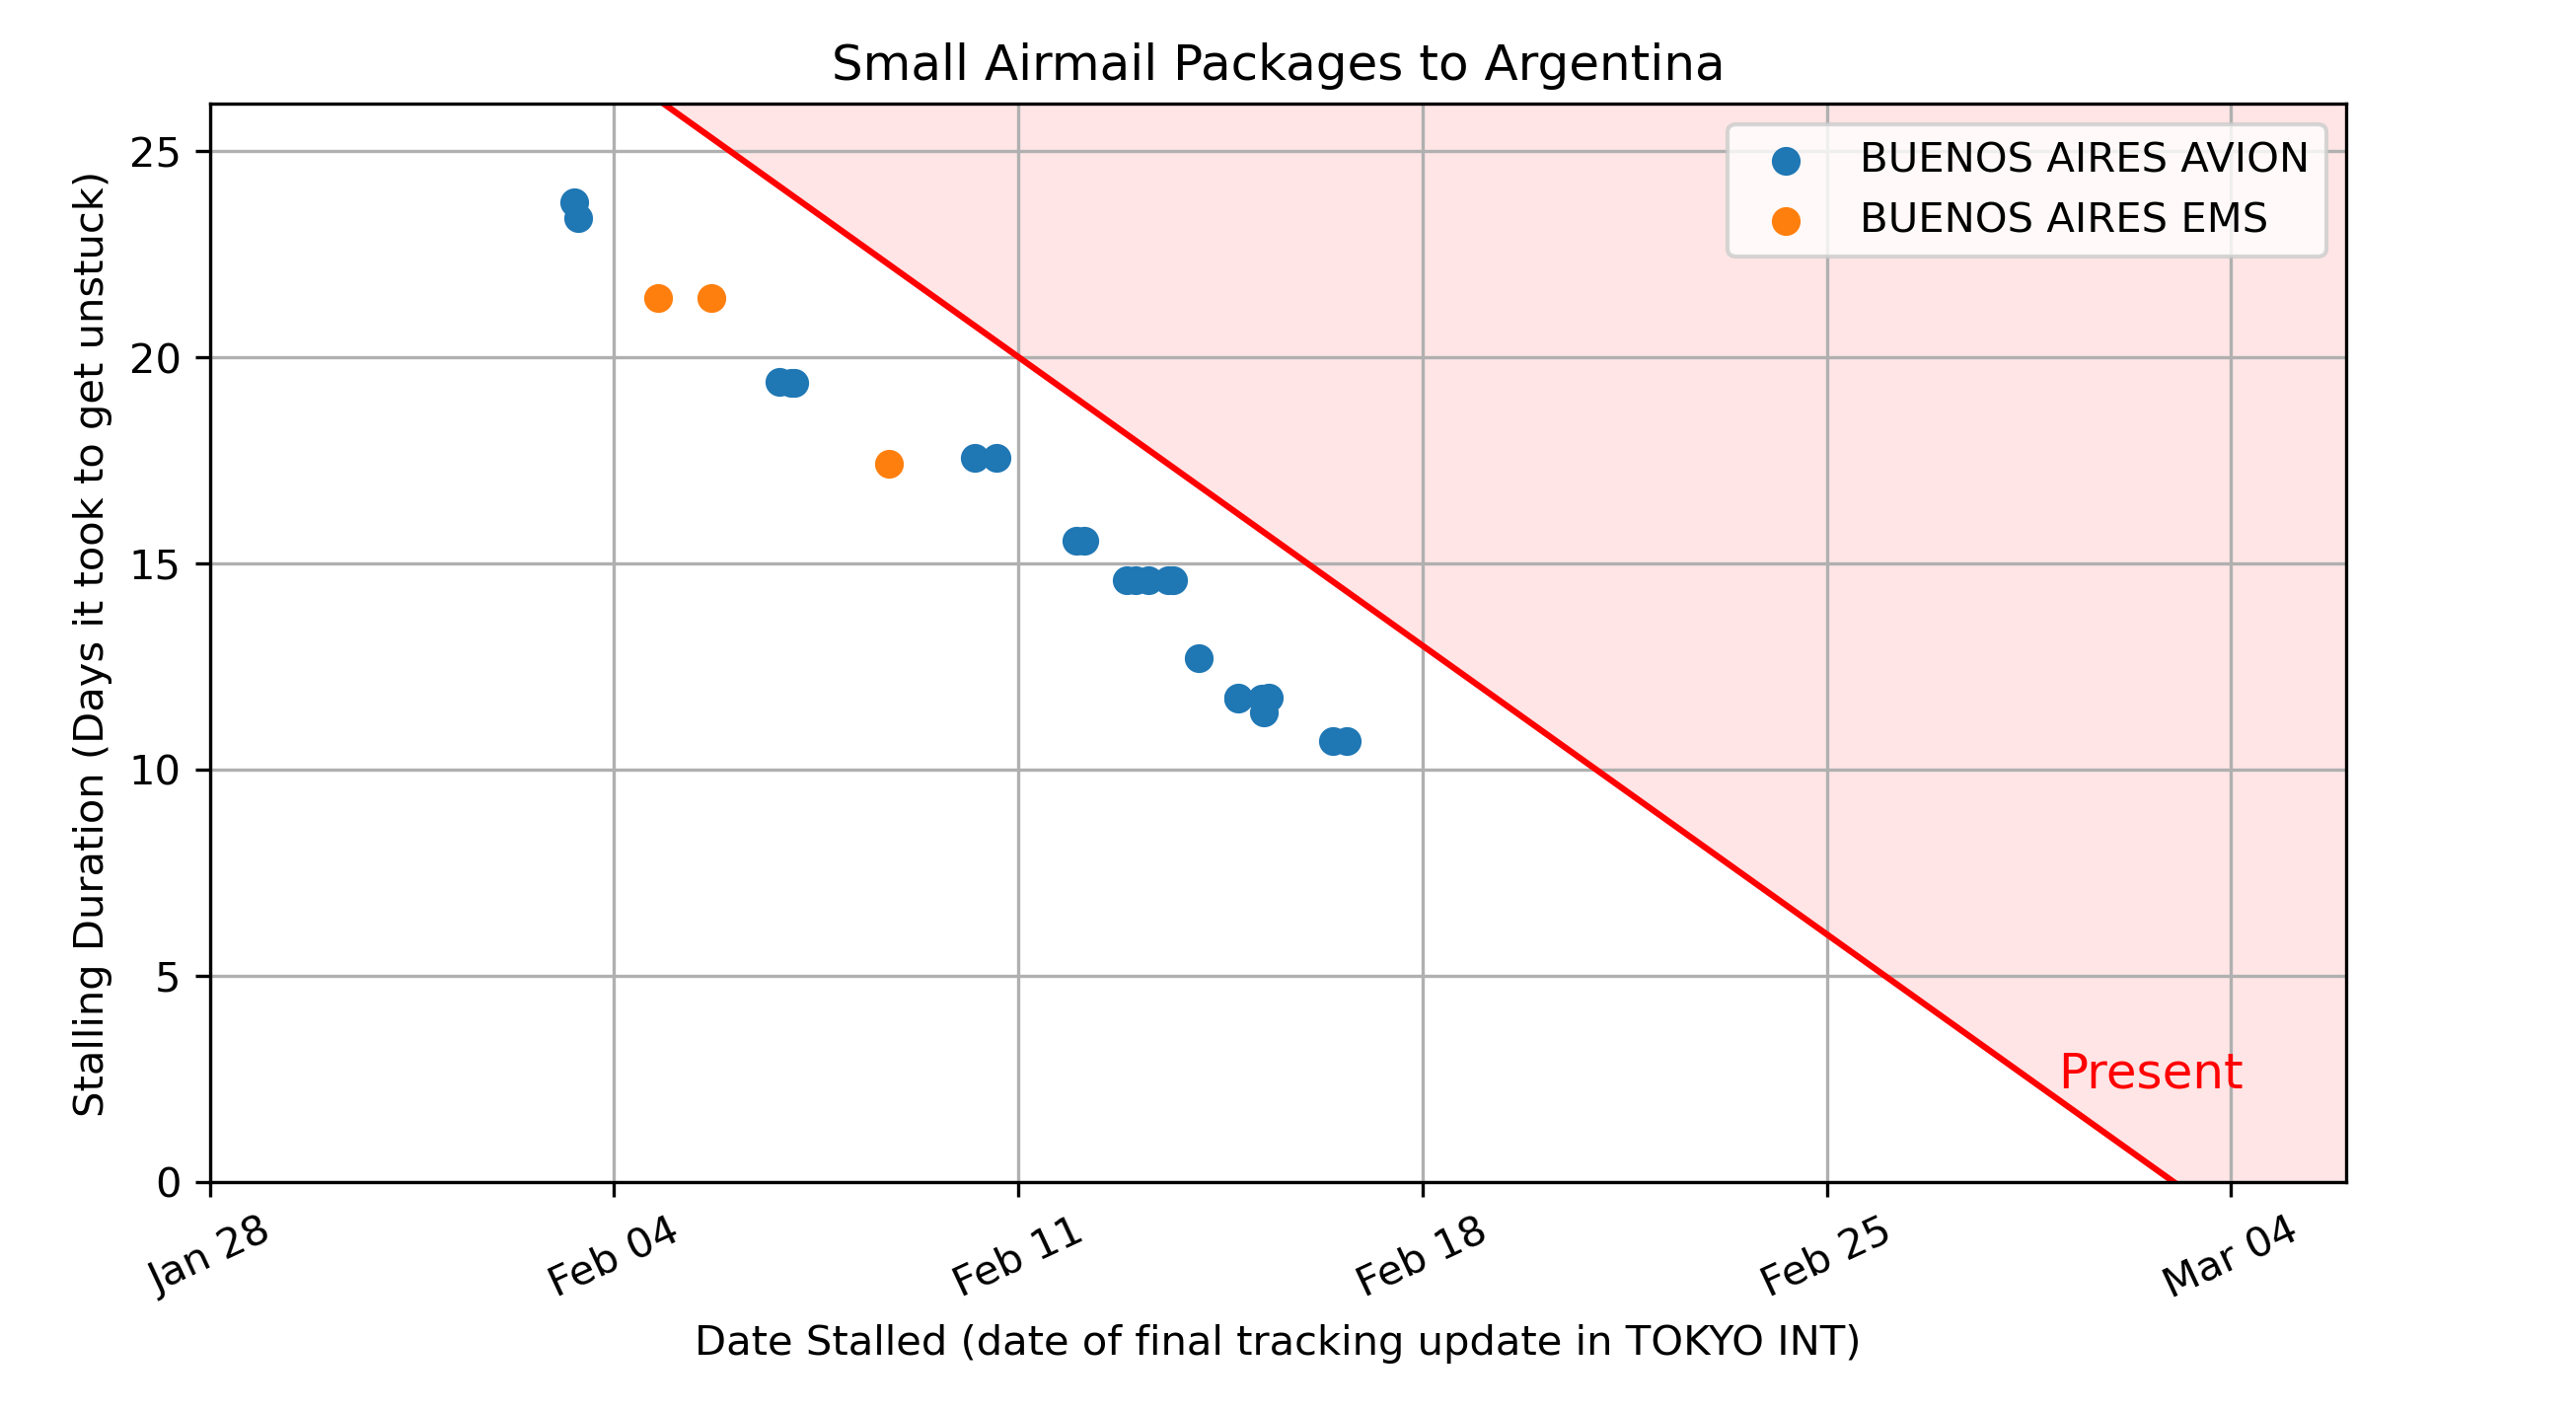 Small Airmail Packages to Argentina
Stalling Duration (Days it took to get unstuck)
25
20
15
10
5
0
BUENOS AIRES AVION
BUENOS AIRES EMS
Present
Jan 28
Feb 04
Feb 11
Feb 18
Feb 25
Mar 04
Date Stalled (date of final tracking update in TOKYO INT)